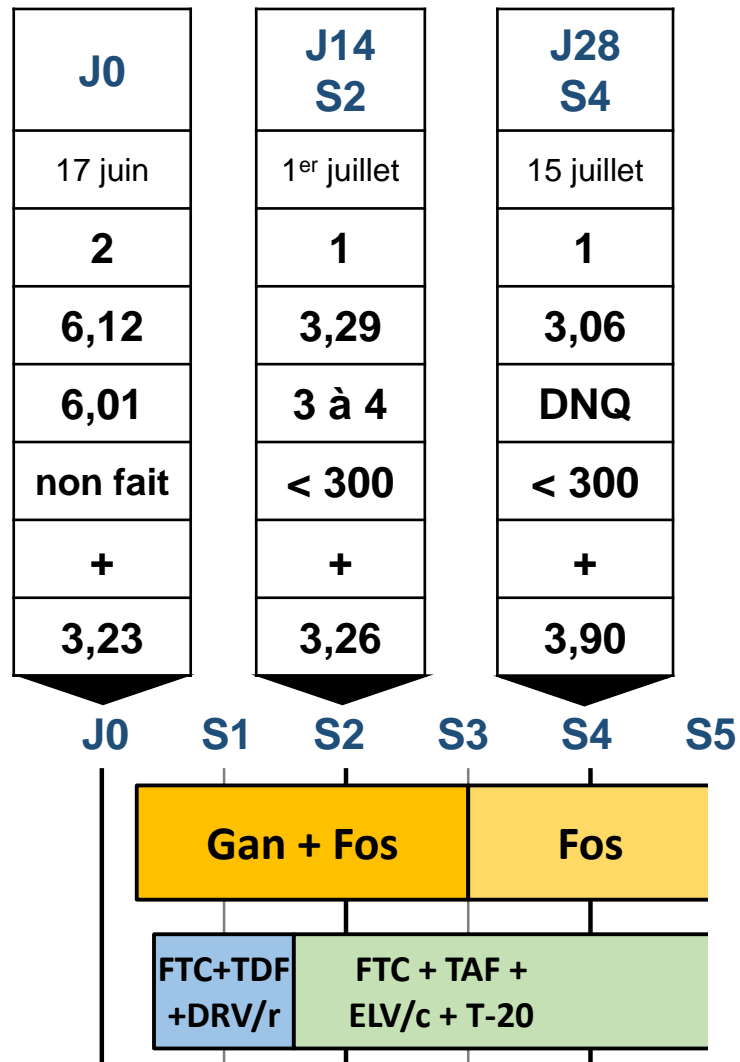 J0
J14
S2
J28
S4
17 juin
1er juillet
15 juillet
2
1
1
6,12
3,29
3,06
6,01
3 à 4
DNQ
non fait
< 300
< 300
+
+
+
3,23
3,26
3,90
J0 S1 S2 S3 S4 S5
Gan + Fos
Fos
FTC+TDF
+DRV/r
FTC + TAF +
ELV/c + T-20